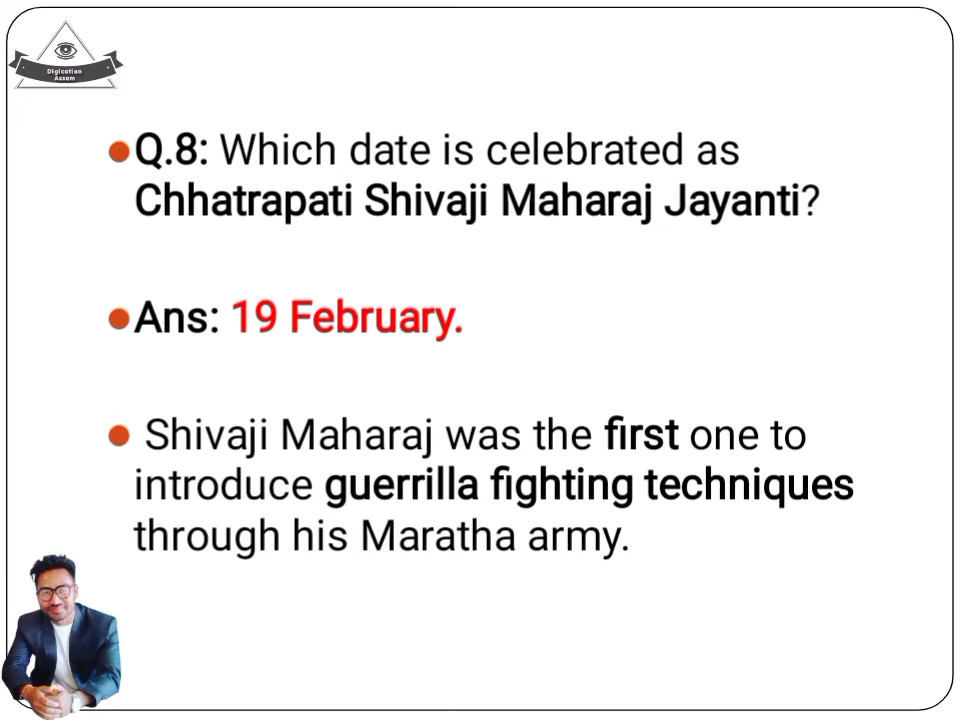 Digication
Assam
Q.8: Which date is celebrated as
Chhatrapati Shivaji Maharaj Jayanti?
Ans: 19 February.
Shivaji Maharaj was the first one to
introduce guerrilla fighting techniques
through his Maratha army.